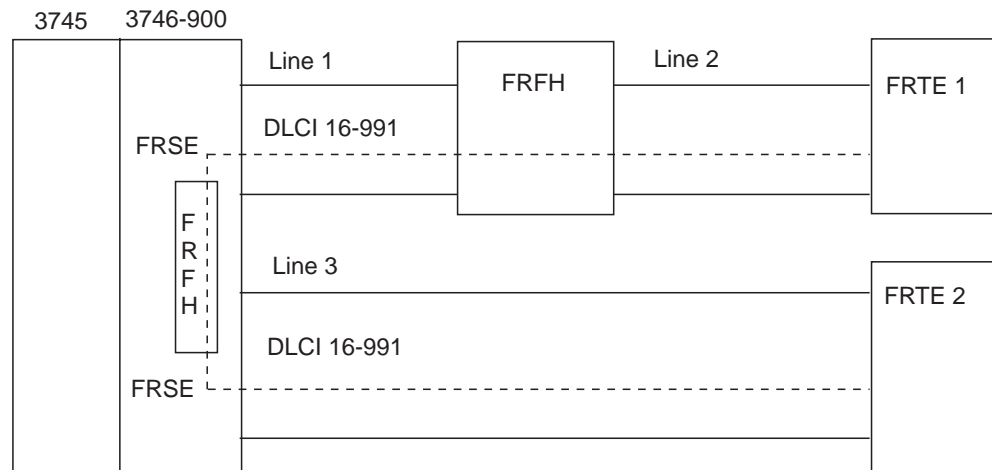 3745 3746-900
Line 1
Line 2
FRFH
FRTE 1
DLCI 16-991
FRSE
F
R
F
H
Line 3
FRTE 2
DLCI 16-991
FRSE